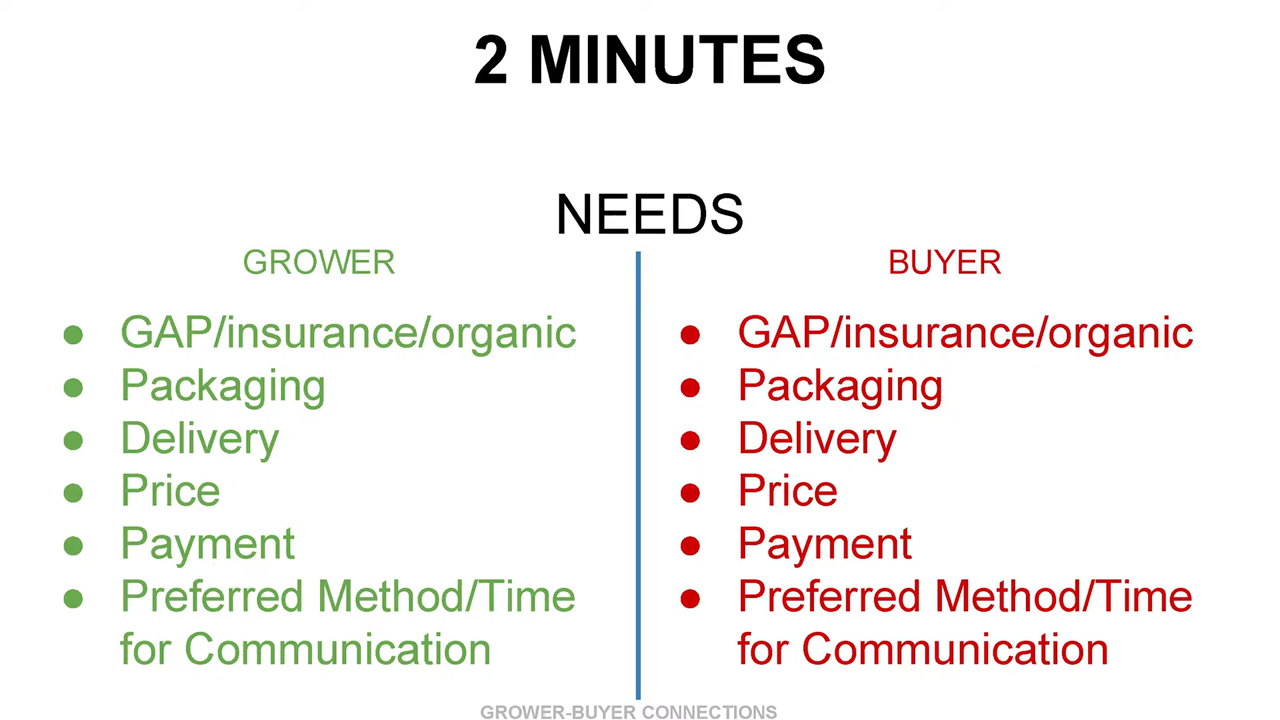 2 MINUTES
NEEDS
GROWER
● GAP/insurance/organic
● Packaging
● Delivery
● Price
● Payment
● Preferred Method/Time
for Communication
BUYER
● GAP/insurance/organic
● Packaging
● Delivery
● Price
● Payment
● Preferred Method/Time
for Communication
GROWER-BUYER CONNECTIONS